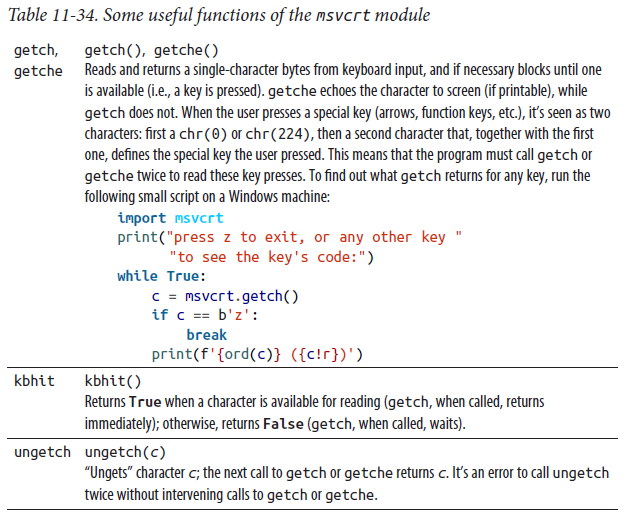 Table 11-34. Some useful functions of the msvcrt module
getch, getch(), getche()
getche Reads and returns a single-character bytes from keyboard input, and if necessary blocks until one
is available (i.e., a key is pressed). getche echoes the character to screen (if printable), while
getch does not. When the user presses a special key (arrows, function keys, etc.), it's seen as two
characters: first a chr(0) or chr(224), then a second character that, together with the first
one, defines the special key the user pressed. This means that the program must call getch or
getche twice to read these key presses. To find out what getch returns for any key, run the
following small script on a Windows machine:
import msvcrt
print("press z to exit, or any other key "
"to see the key's code:")
while True:
c = msvcrt.getch()
if c == b'z':
break
print(f'{ord(c)} ({c!r})')
kbhit kbhit()
Returns True when a character is available for reading (getch, when called, returns
immediately); otherwise, returns False (getch, when called, waits).
ungetch ungetch(c)
“Ungets” character c; the next call to getch or getche returns c. It's an error to call ungetch
twice without intervening calls to getch or getche.